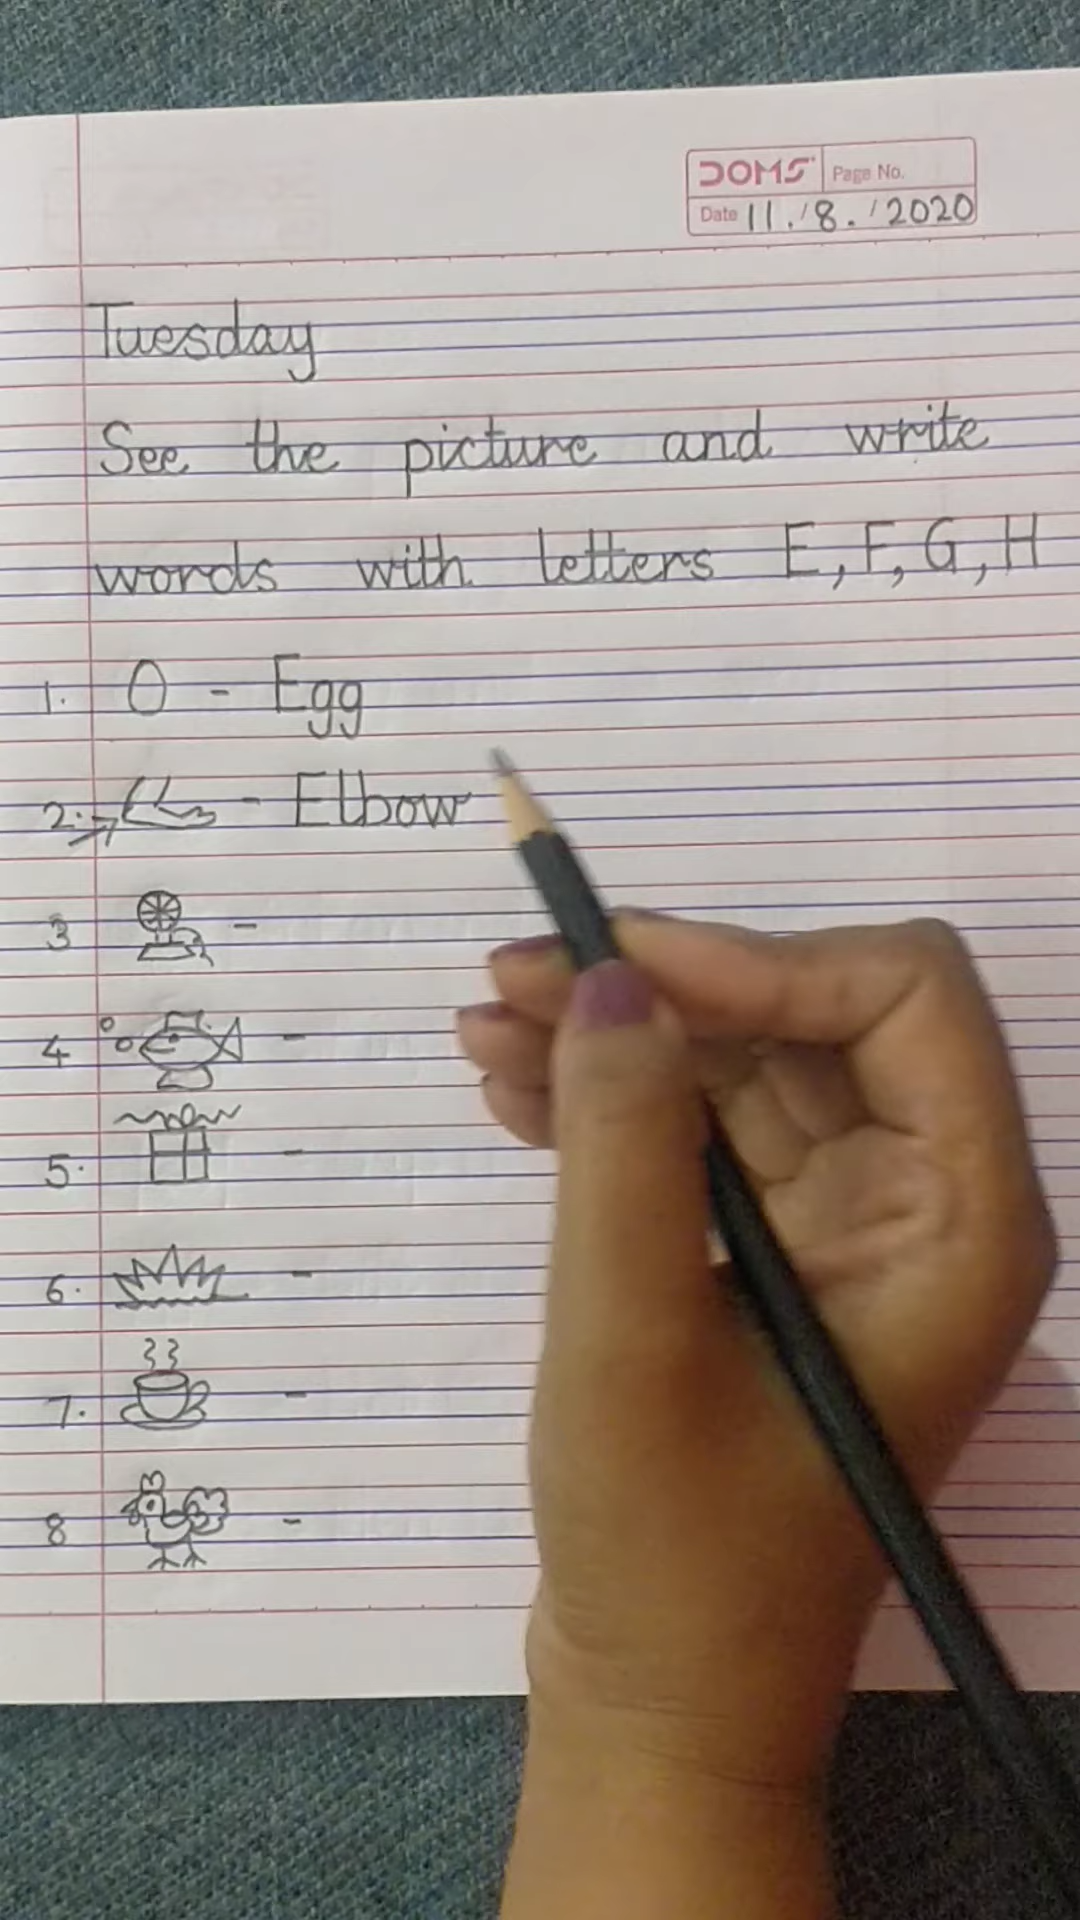 DOMS Page No.
Date 11./8./2020
Tuesday
See the picture and write
words with letters E, F, G, H
1. - Egg
2. - Elbow
3 -
4 -
5. -
6. -
7. -
8 -